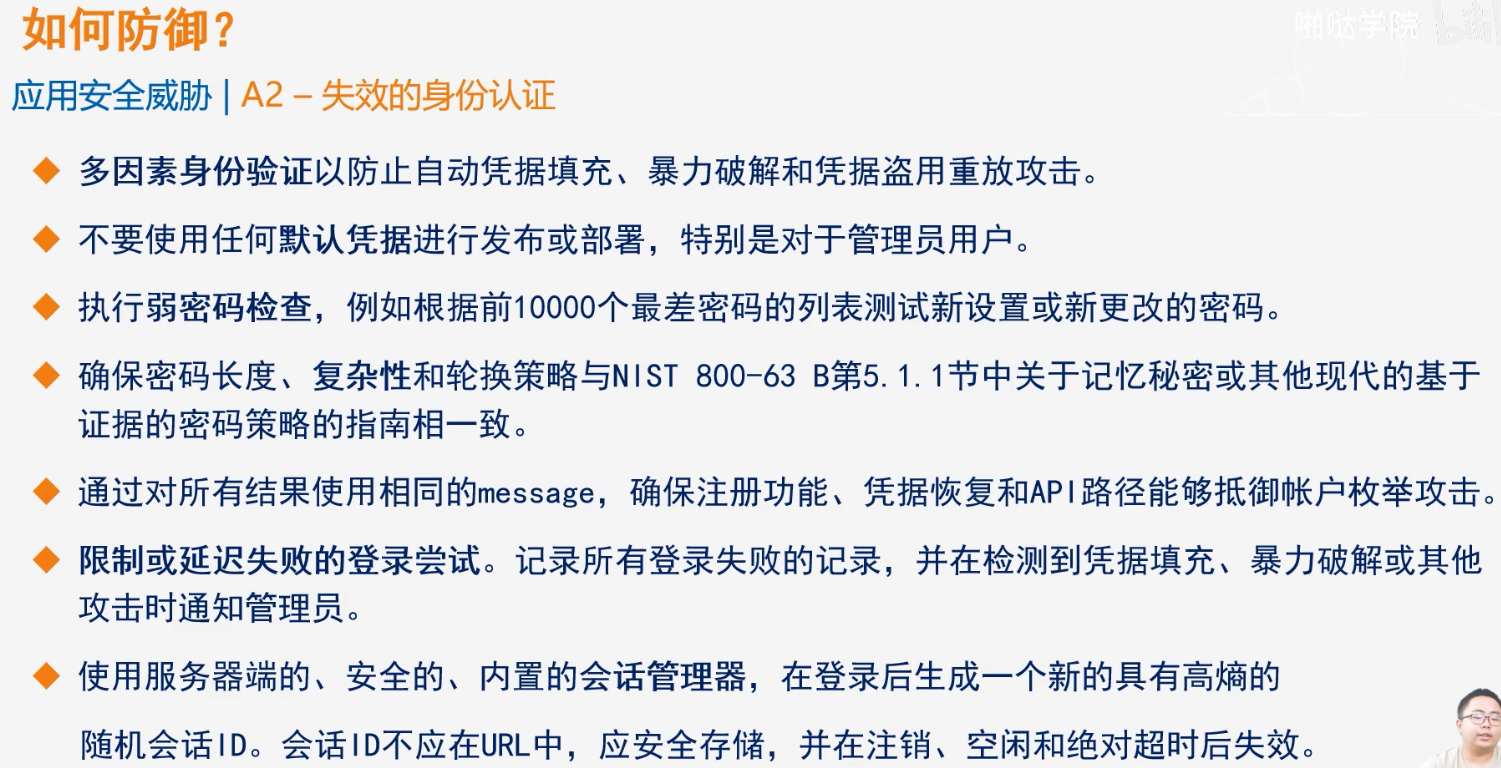 如何防御？
啪哒学院
应用安全威胁 | A2 – 失效的身份认证
多因素身份验证以防止自动凭据填充、暴力破解和凭据盗用重放攻击。
不要使用任何默认凭据进行发布或部署，特别是对于管理员用户。
执行弱密码检查，例如根据前10000个最差密码的列表测试新设置或新更改的密码。
确保密码长度、复杂性和轮换策略与NIST 800-63 B第5.1.1节中关于记忆秘密或其他现代的基于
证据的密码策略的指南相一致。
通过对所有结果使用相同的message，确保注册功能、凭据恢复和API路径能够抵御帐户枚举攻击。
限制或延迟失败的登录尝试。记录所有登录失败的记录，并在检测到凭据填充、暴力破解或其他
攻击时通知管理员。
使用服务器端的、安全的、内置的会话管理器，在登录后生成一个新的具有高熵的
随机会话ID。会话ID不应在URL中，应安全存储，并在注销、空闲和绝对超时后失效。